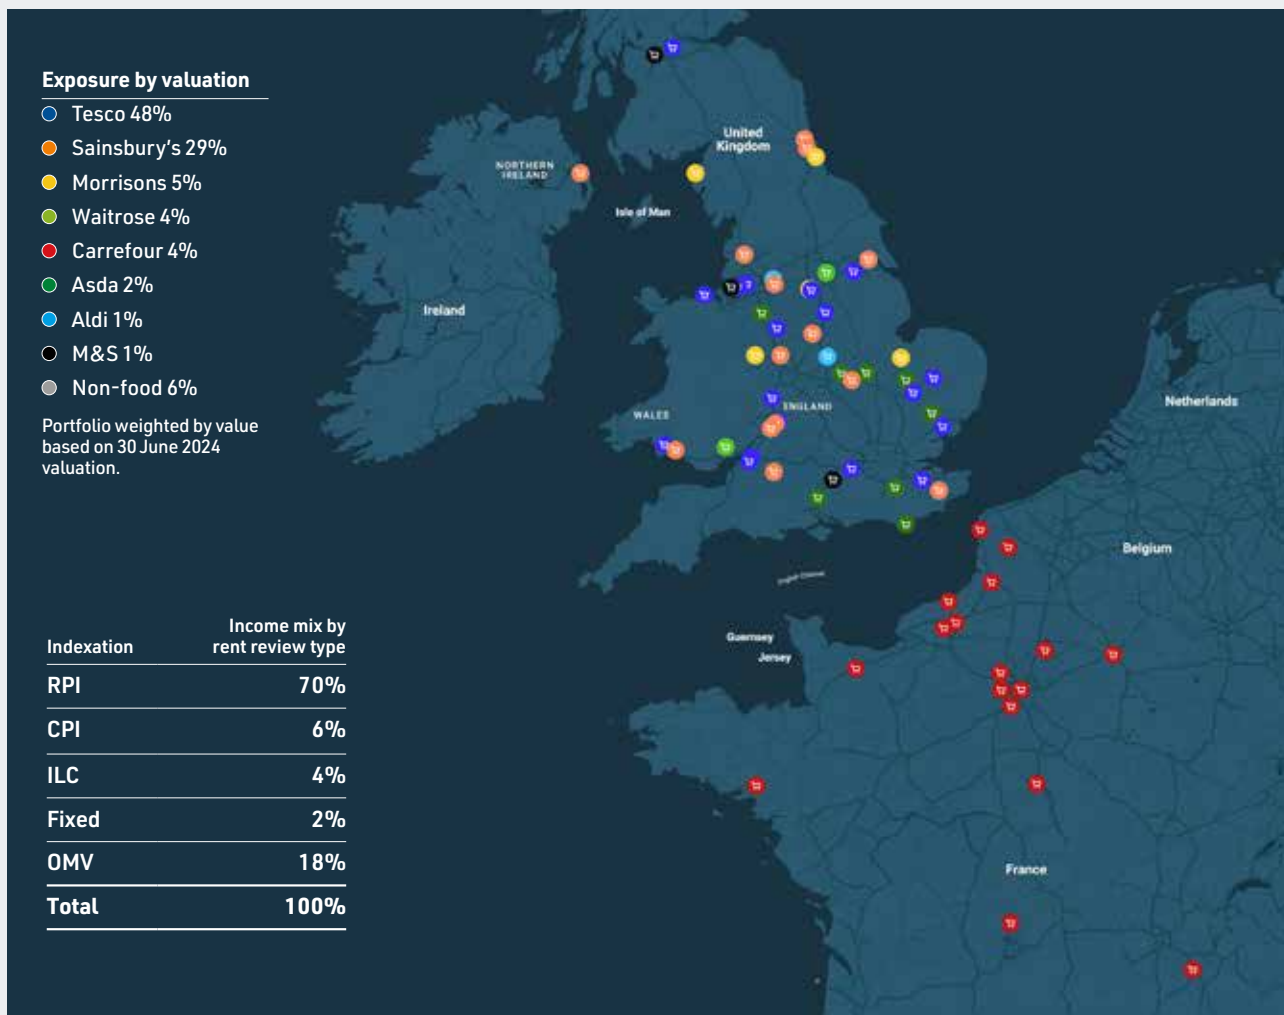 Exposure by valuation
Tesco 48%
Sainsbury's 29%
Morrisons 5%
Waitrose 4%
Carrefour 4%
Asda 2%
Aldi 1%
M&S 1%
Non-food 6%
Portfolio weighted by value
based on 30 June 2024
valuation.
Indexation
Income mix by
rent review type
RPI 70%
CPI 6%
ILC 4%
Fixed 2%
OMV 18%
Total 100%
United
Kingdom
NORTHERN
IRELAND
Isle of Man
Ireland
WALES
ENGLAND
Netherlands
Belgium
English Channel
Guernsey
Jersey
France